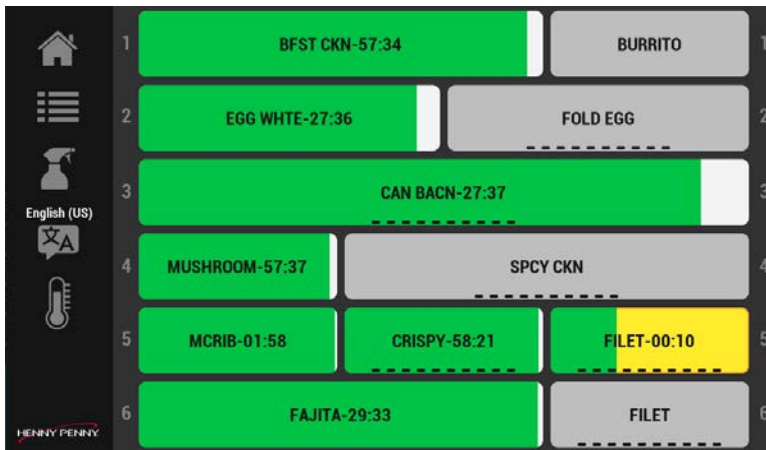 1 BFST CKN-57:34 BURRITO 1
2 EGG WHTE-27:36 FOLD EGG 2
3 CAN BACN-27:37 3
English (US)
文A
4 MUSHROOM-57:37 SPCY CKN 4
5 MCRIB-01:58 CRISPY-58:21 FILET-00:10 5
6 FAJITA-29:33 FILET 6
HENNY PENNY